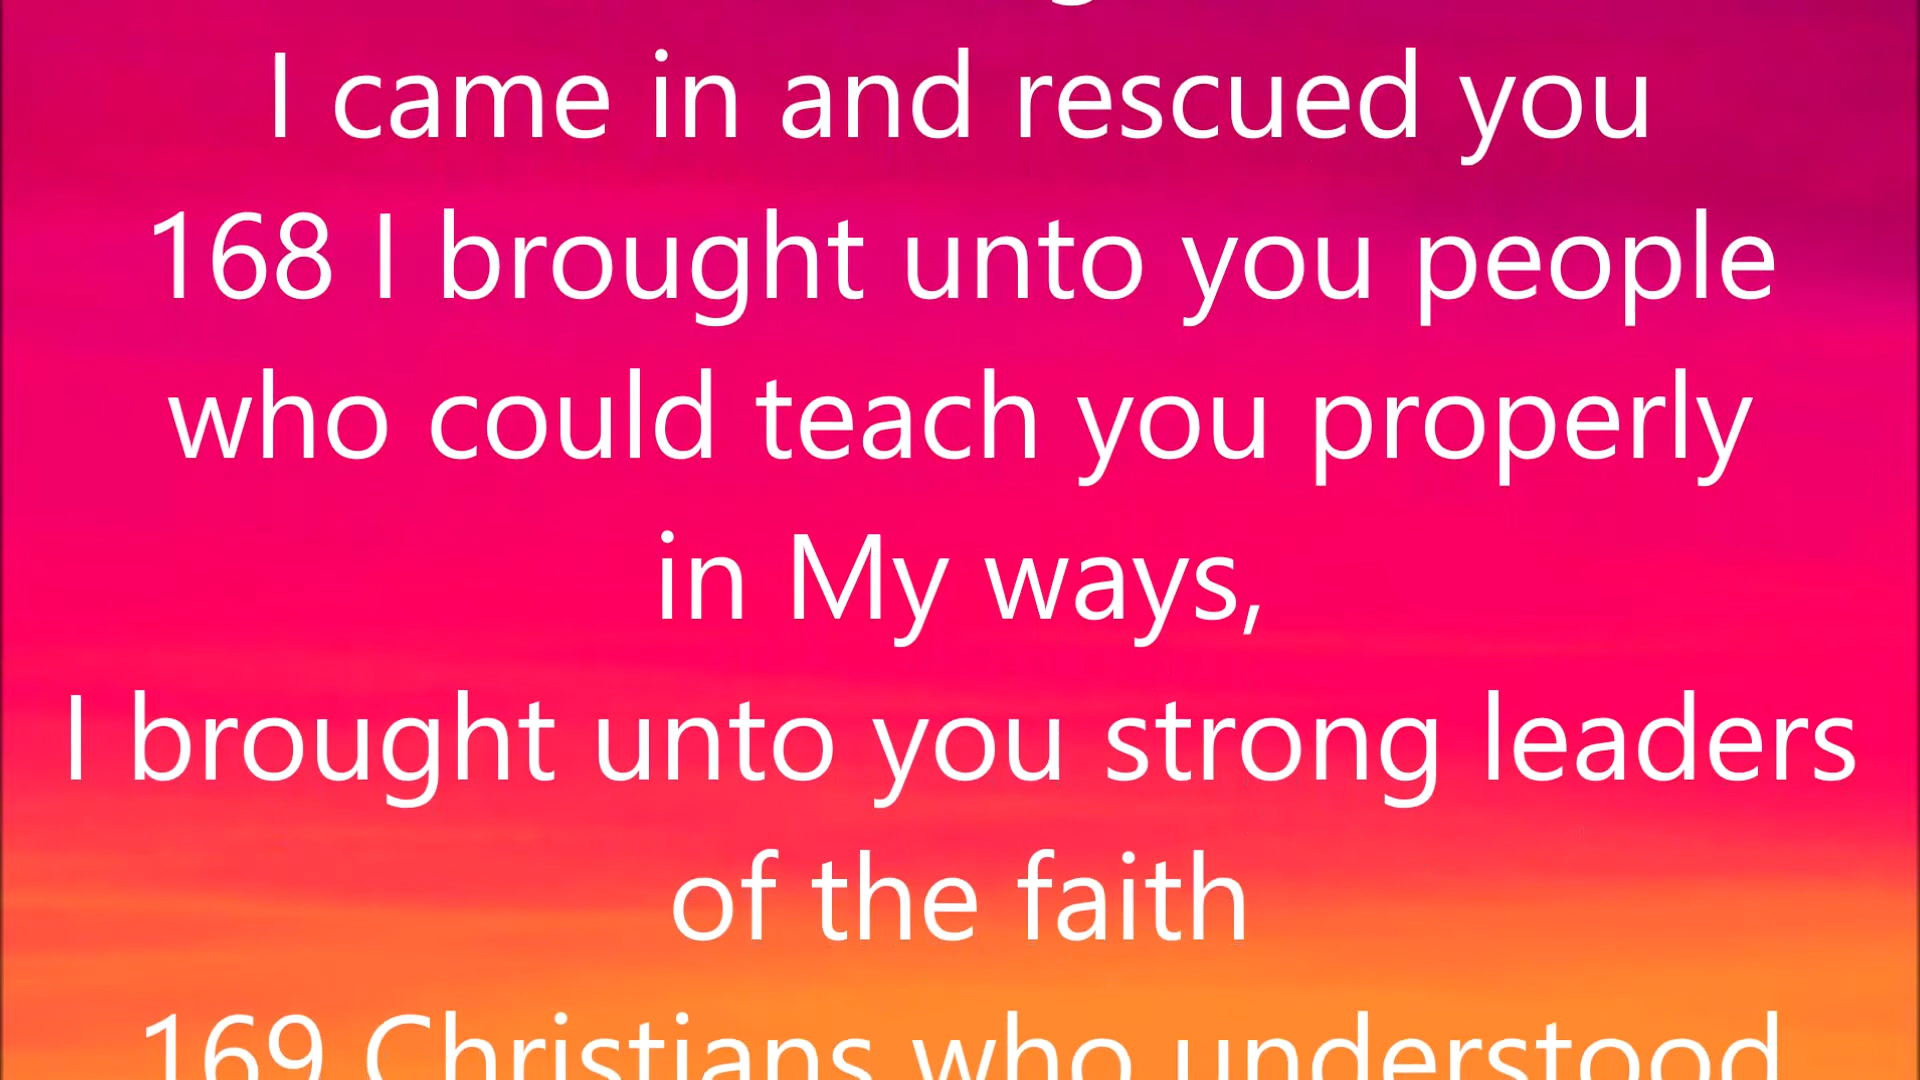 I came in and rescued you
168 I brought unto you people
who could teach you properly
in My ways,
I brought unto you strong leaders
of the faith
169 Christians who understood